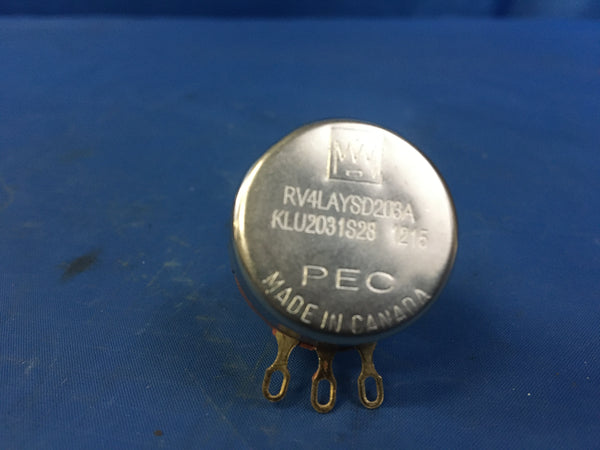 RV4LAYSD203A
KLU2031S28 1215
PEC
MADE IN CANADA